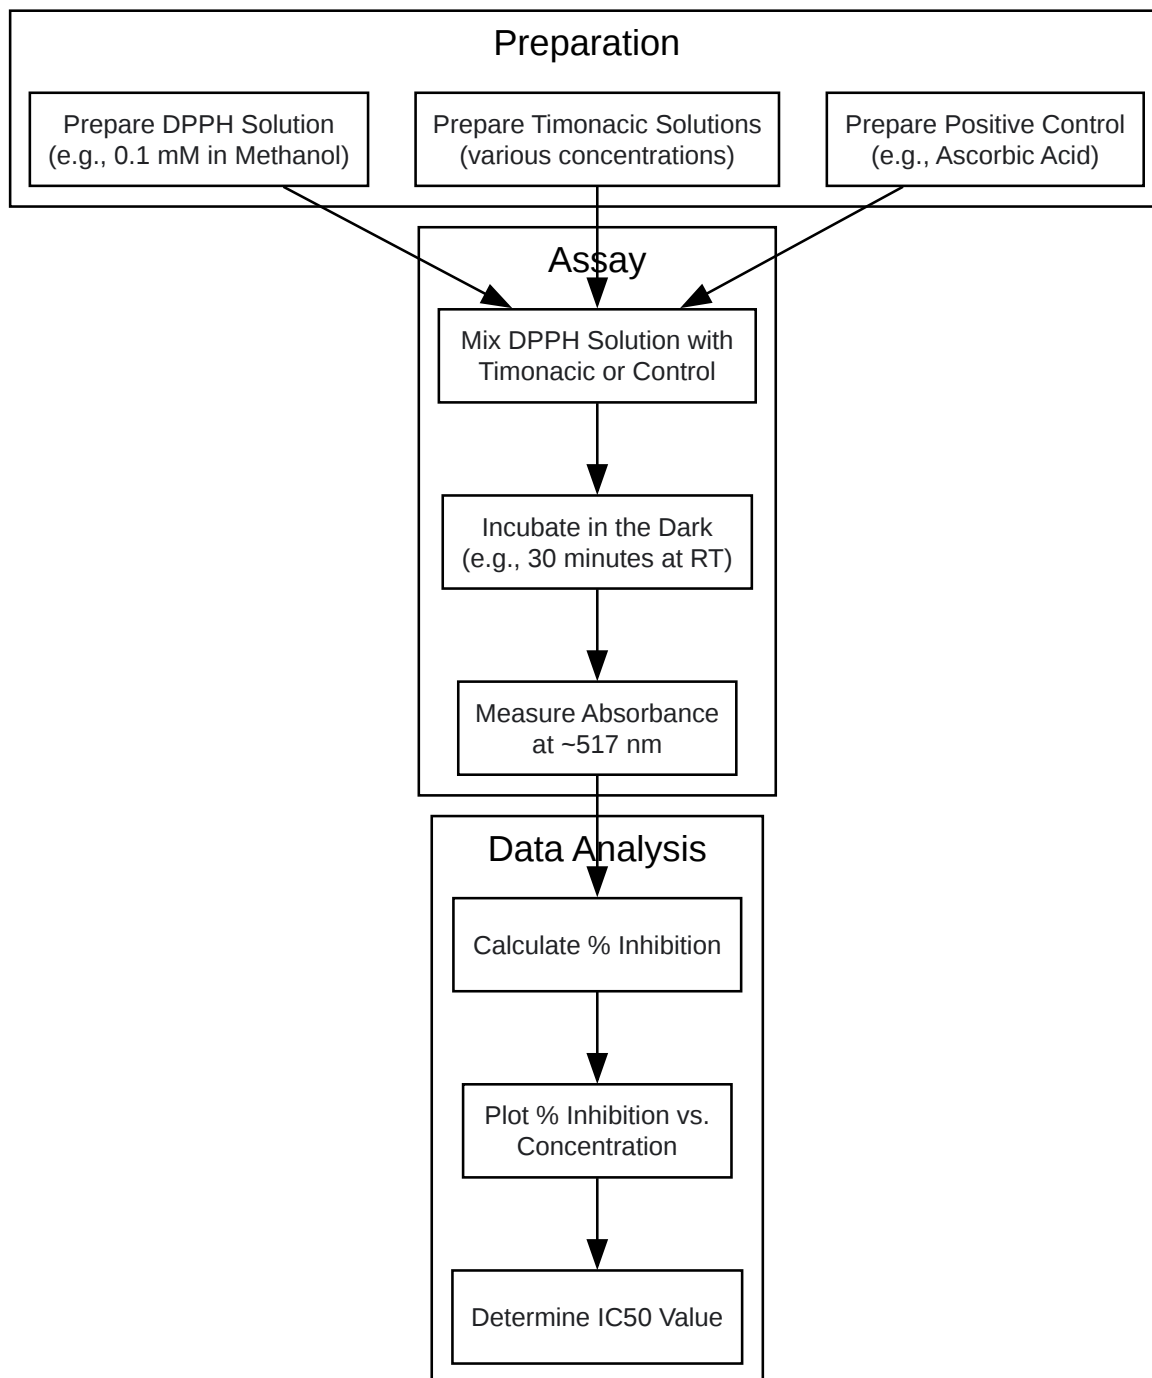 Preparation
Prepare DPPH Solution
(e.g., 0.1 mM in Methanol)
Prepare Timonacic Solutions
(various concentrations)
Prepare Positive Control
(e.g., Ascorbic Acid)
Assay
Mix DPPH Solution with
Timonacic or Control
Incubate in the Dark
(e.g., 30 minutes at RT)
Measure Absorbance
at ~517 nm
Data Analysis
Calculate % Inhibition
Plot % Inhibition vs.
Concentration
Determine IC50 Value